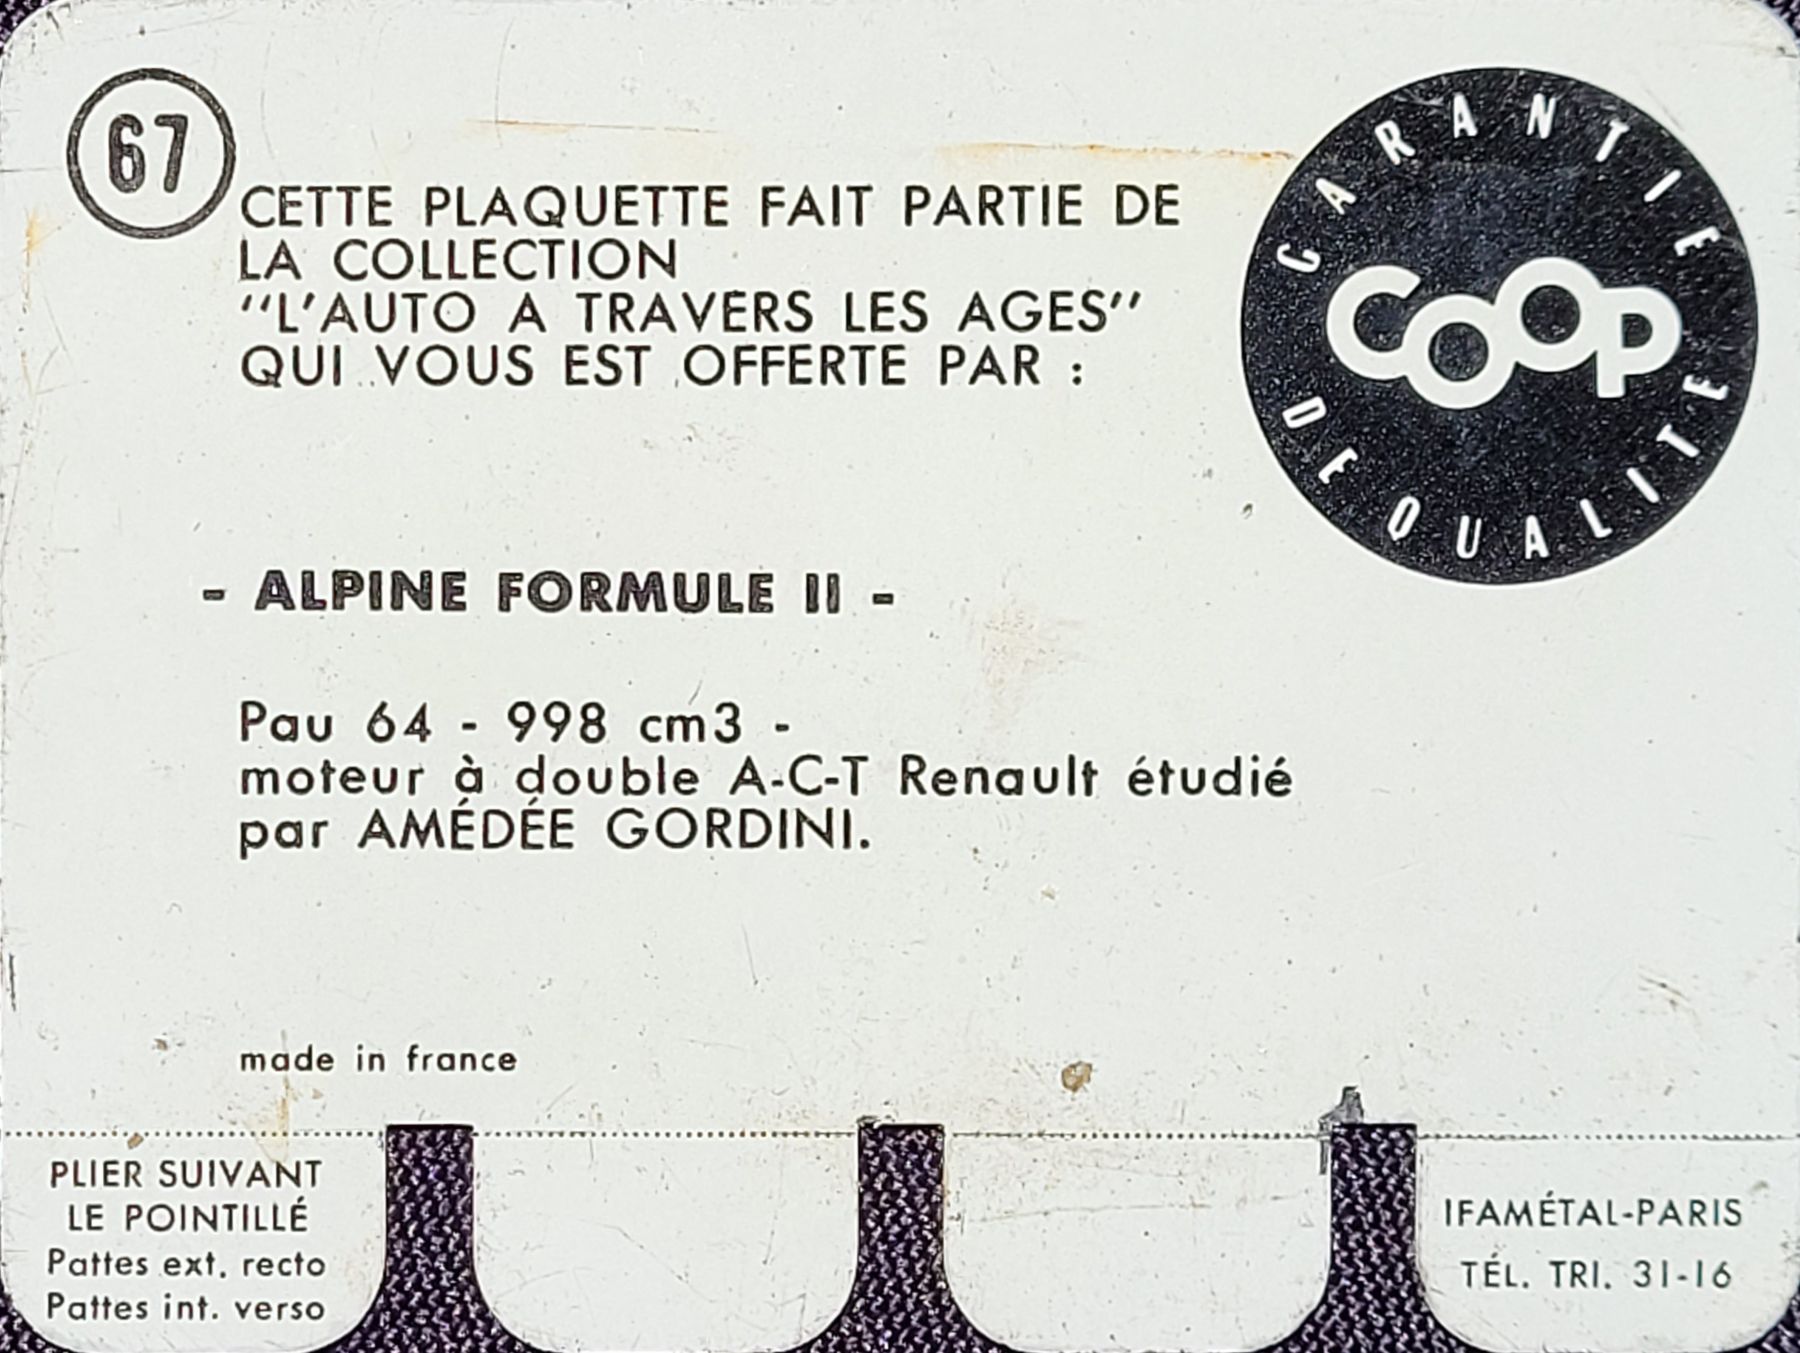 67
CETTE PLAQUETTE FAIT PARTIE DE
LA COLLECTION
"L'AUTO A TRAVERS LES AGES"
QUI VOUS EST OFFERTE PAR :
GARANTIE
COOP
DE QUALITE
- ALPINE FORMULE II -
Pau 64 - 998 cm3 -
moteur à double A-C-T Renault étudié
par AMÉDÉE GORDINI.
made in france
PLIER SUIVANT
LE POINTILLÉ
Pattes ext. recto
Pattes int. verso
IFAMÉTAL-PARIS
TÉL. TRI. 31-16